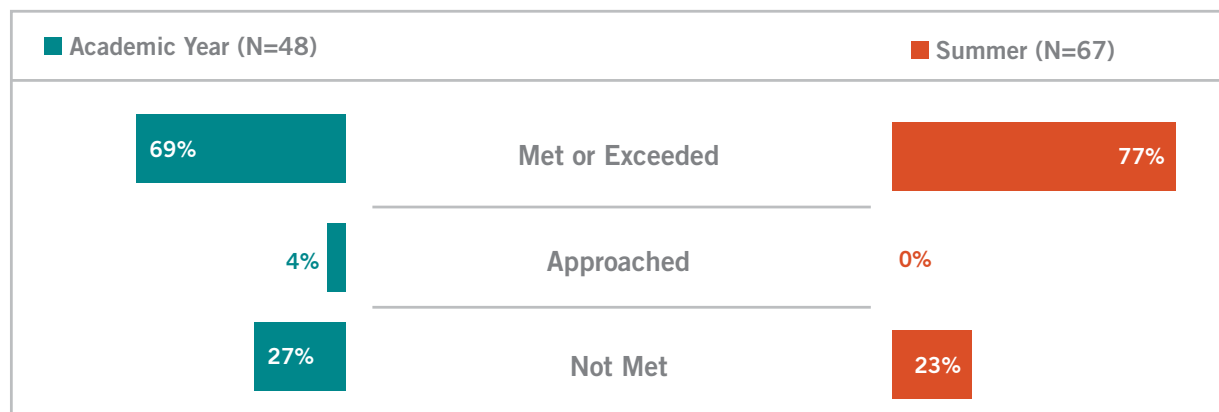 Academic Year (N=48)
Summer (N=67)
69%
Met or Exceeded
77%
4%
Approached
0%
27%
Not Met
23%